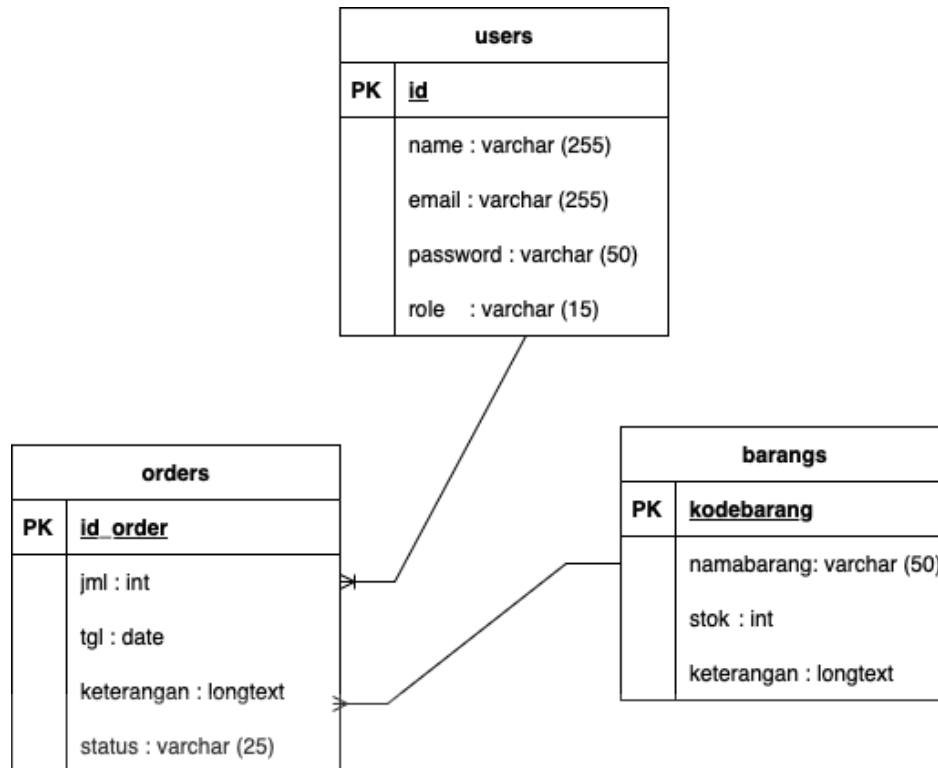 users
PK id
name : varchar (255)
email : varchar (255)
password : varchar (50)
role : varchar (15)
orders
PK id_order
jml : int
tgl : date
keterangan : longtext
status : varchar (25)
barangs
PK kodebarang
namabarang: varchar (50)
stok : int
keterangan : longtext